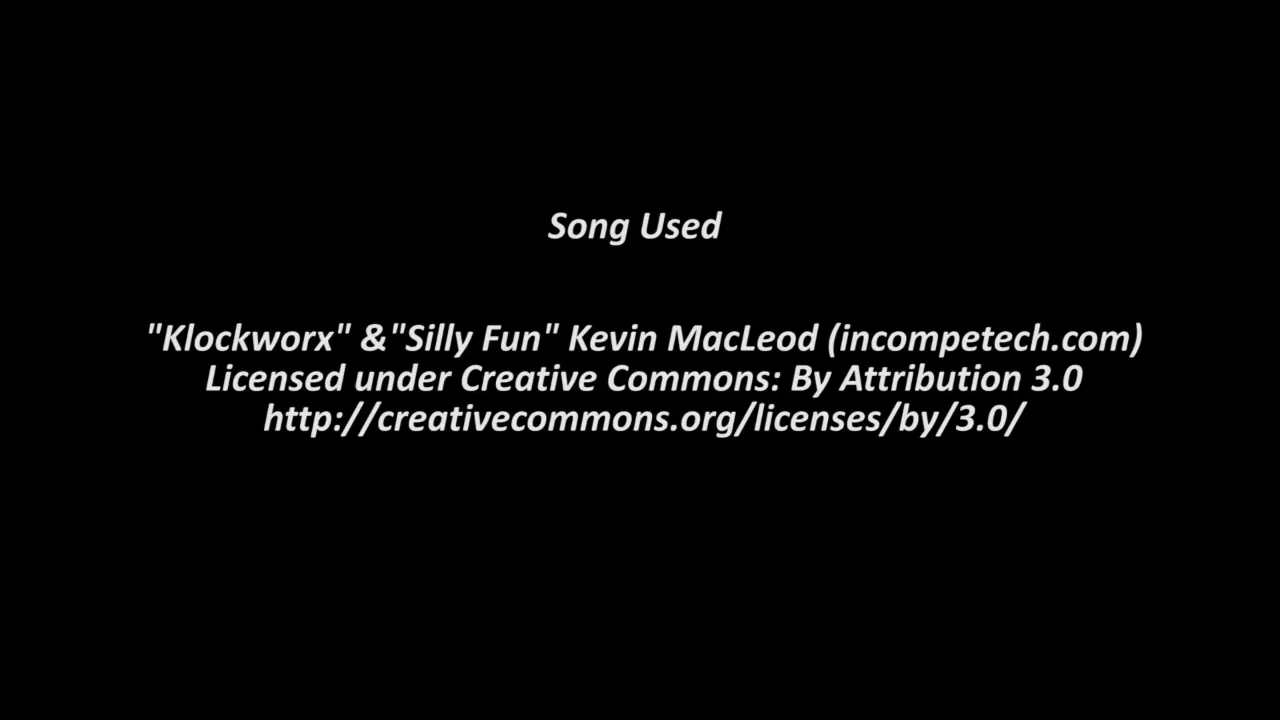 Song Used
"Klockworx" &"Silly Fun" Kevin MacLeod (incompetech.com)
Licensed under Creative Commons: By Attribution 3.0
http://creativecommons.org/licenses/by/3.0/